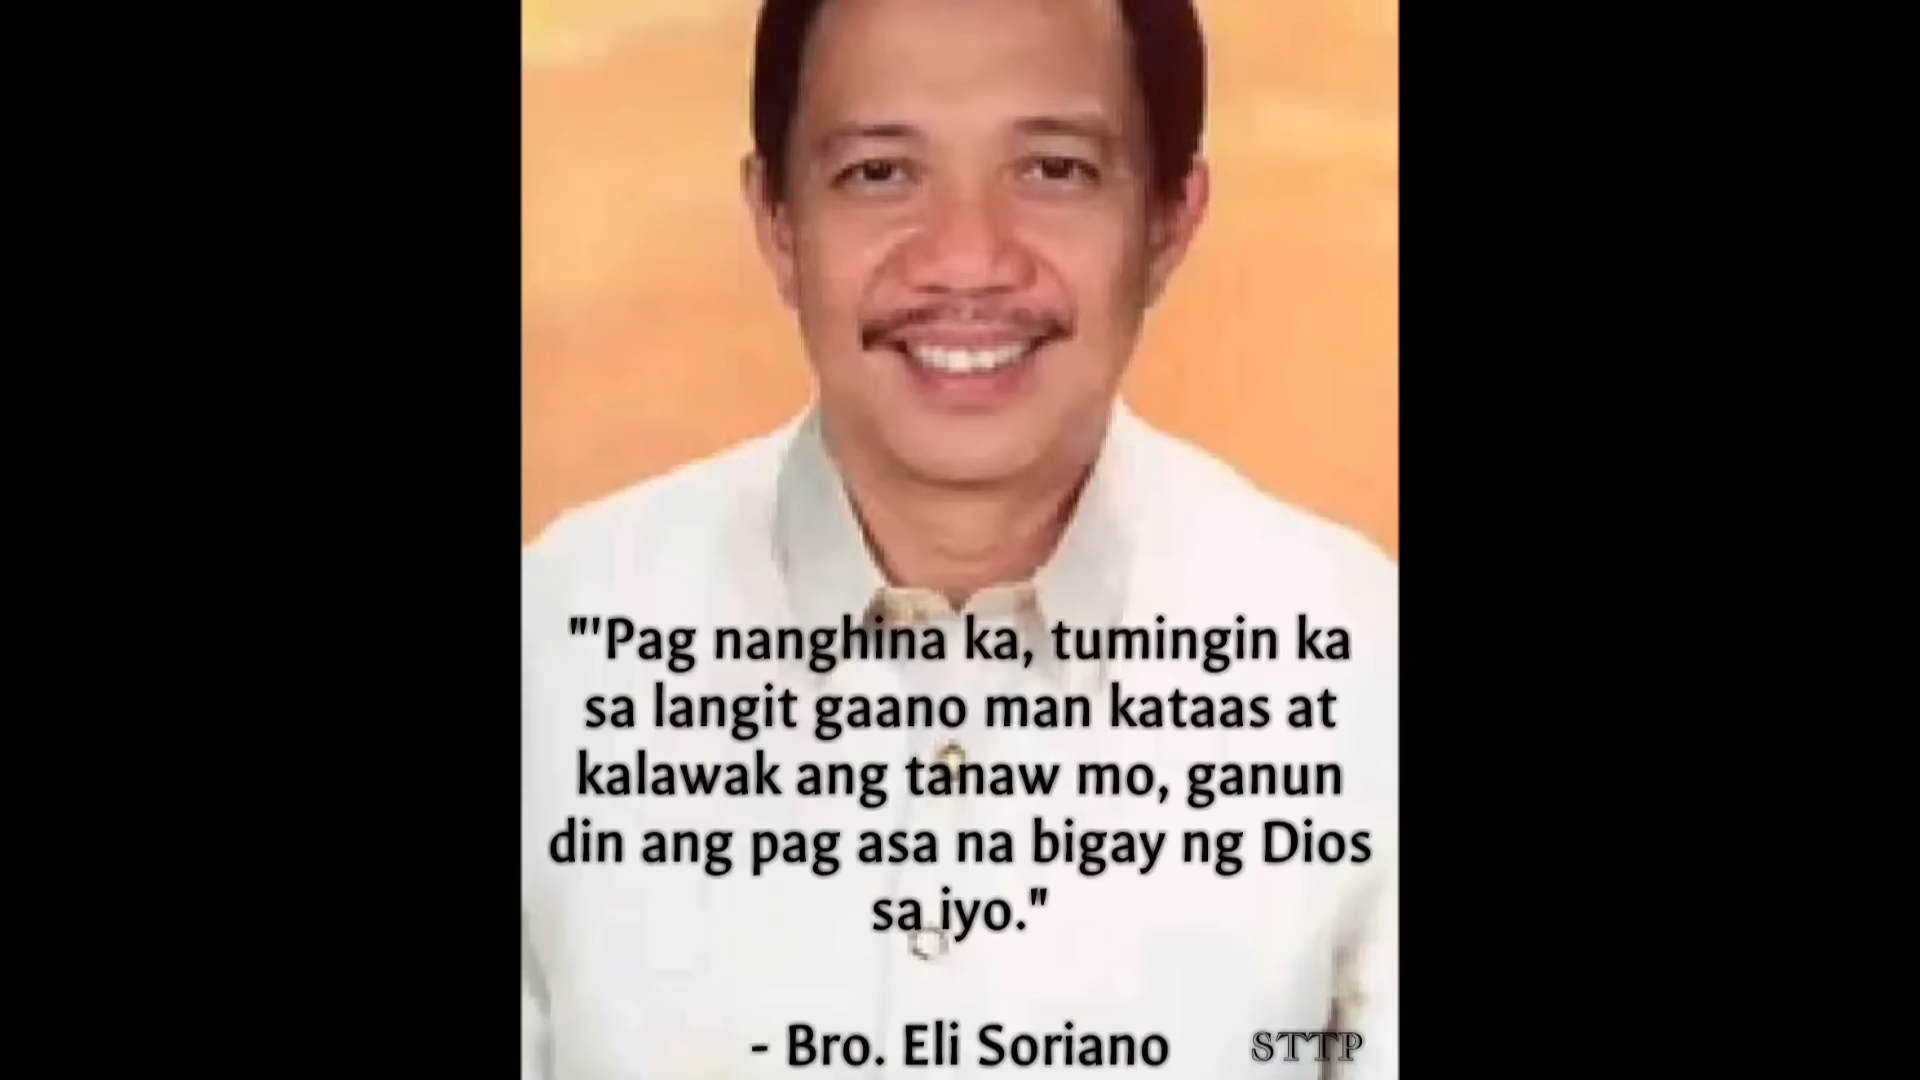 "'Pag nanghina ka, tumingin ka
sa langit gaano man kataas at
kalawak ang tanaw mo, ganun
din ang pag asa na bigay ng Dios
sa iyo."
- Bro. Eli Soriano
STTP